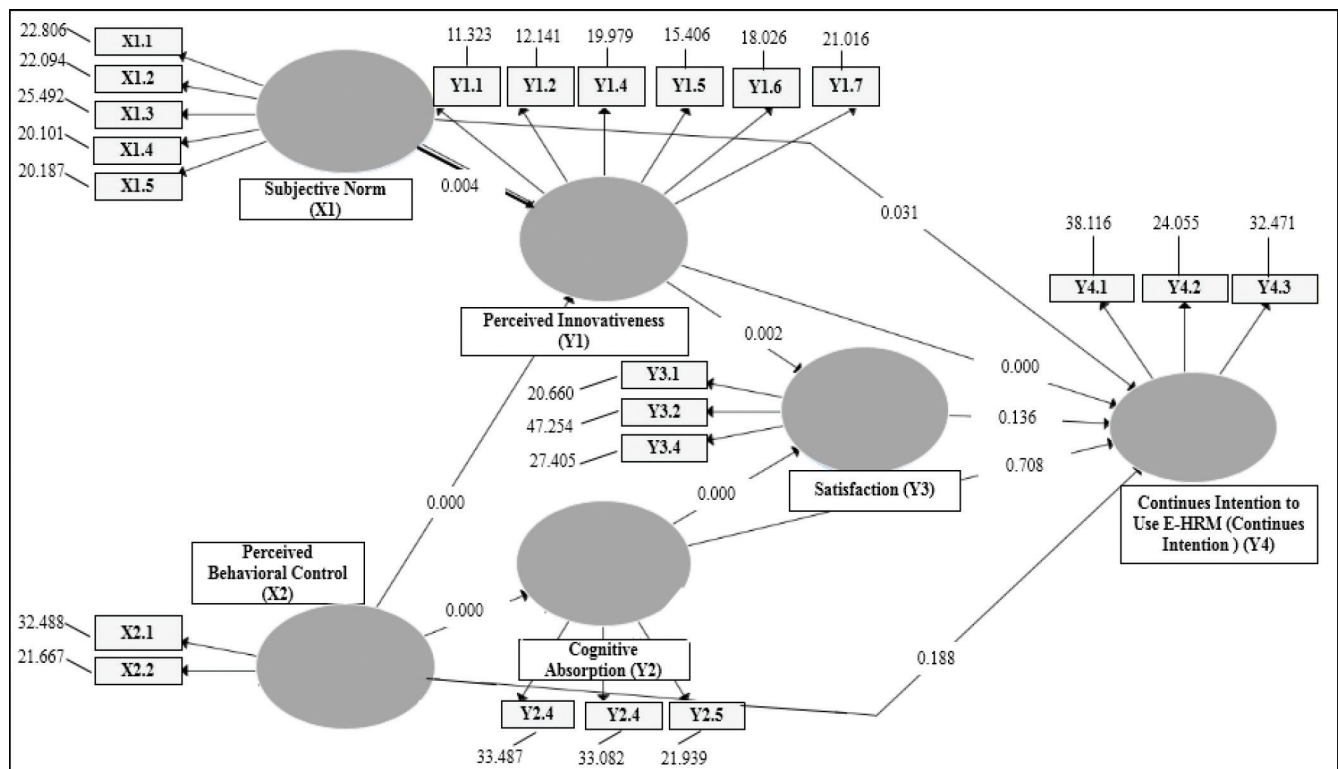 22.806
X1.1
22.094
X1.2
25.492
X1.3
20.101
X1.4
20.187
X1.5
Subjective Norm
(X1)
11.323
12.141
19.979
15.406
18.026
21.016
Y1.1
Y1.2
Y1.4
Y1.5
Y1.6
Y1.7
0.004
0.031
Perceived Innovativeness
(Y1)
38.116
24.055
32.471
Y4.1
Y4.2
Y4.3
0.002
0.000
20.660
Y3.1
47.254
Y3.2
27.405
Y3.4
0.136
0.708
Satisfaction (Y3)
Continues Intention to
Use E-HRM (Continues
Intention ) (Y4)
0.000
0.000
Perceived
Behavioral Control
(X2)
0.000
32.488
X2.1
21.667
X2.2
Cognitive
Absorption (Y2)
0.188
Y2.4
Y2.4
Y2.5
33.487
33.082
21.939